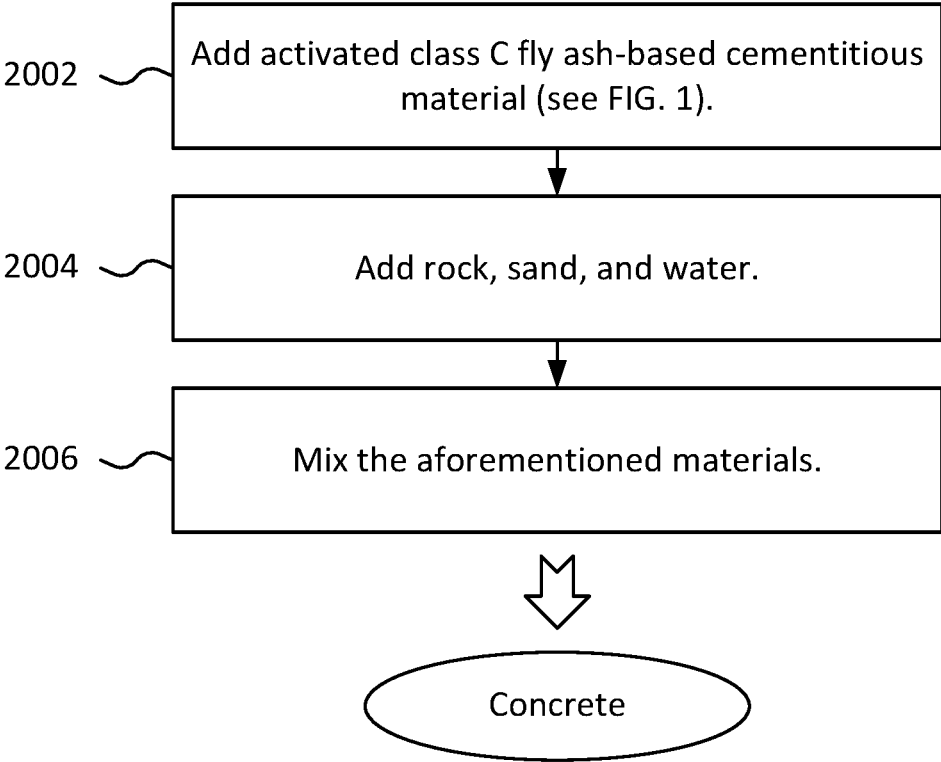 2002
Add activated class C fly ash-based cementitious
material (see FIG. 1).
2004
Add rock, sand, and water.
2006
Mix the aforementioned materials.
Concrete